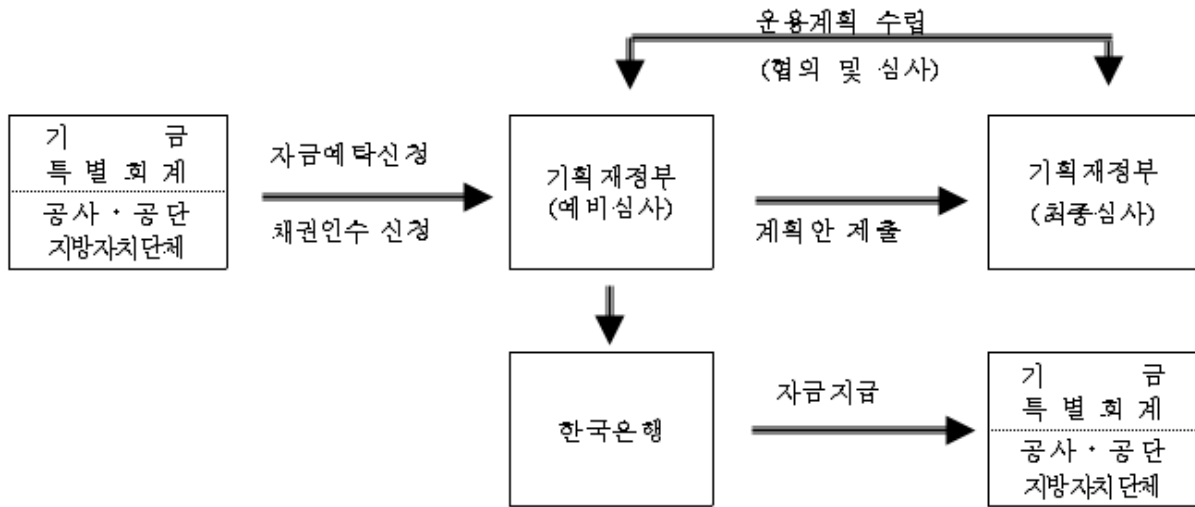 운용계획 수립
(협의 및 심사)
기 금
특 별 회 계
공사 · 공단
지방자치단체
자금예탁신청
채권인수 신청
기획재정부
(예비심사)
계획안 제출
기획재정부
(최종심사)
한국은행
자금지급
기 금
특 별 회 계
공사 · 공단
지방자치단체